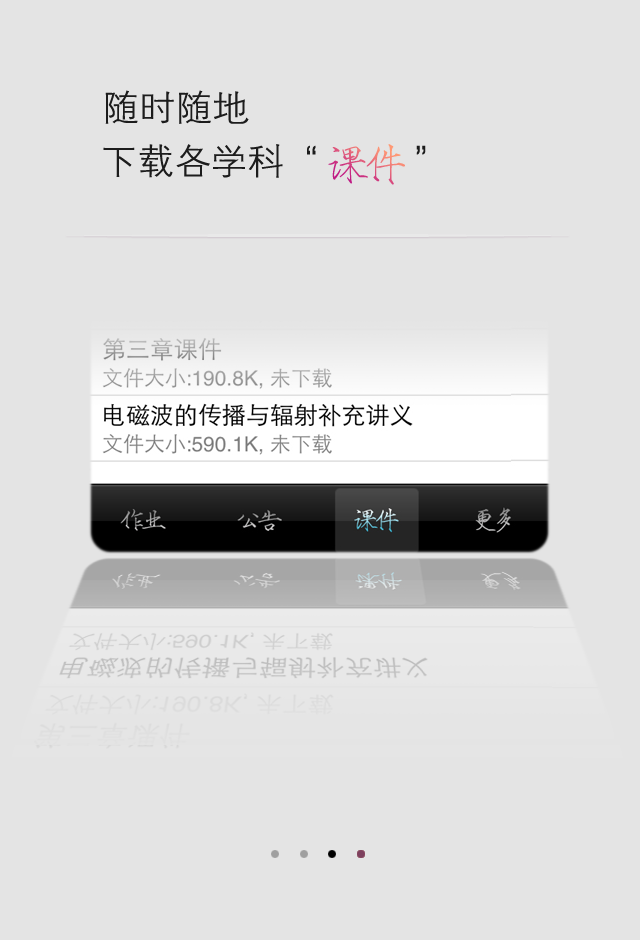 随时随地
下载各学科“课件”
第三章课件
文件大小:190.8K, 未下载
电磁波的传播与辐射补充讲义
文件大小:590.1K, 未下载
作业 公告 课件 更多